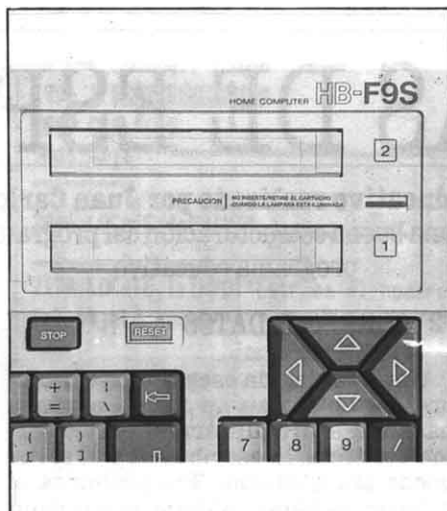 HOME COMPUTER HB-F9S
2
PRECAUCION NO INSERTE/RETIRE EL CARTUCHO
CUANDO LA LAMPARA ESTA ILUMINADA
1
STOP RESET
+ =
\
7 8 9 /